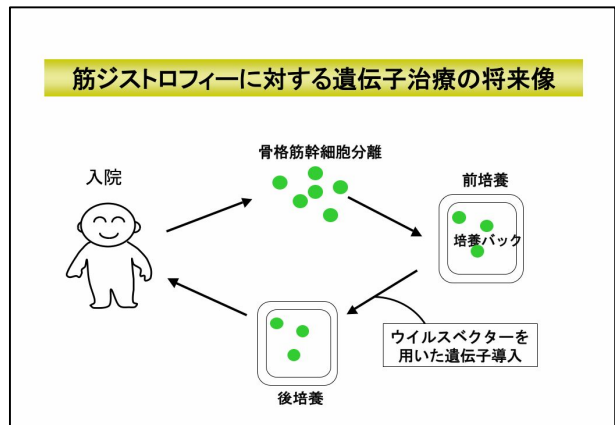 筋ジストロフィーに対する遺伝子治療の将来像
骨格筋幹細胞分離
入院
前培養
培養バック
ウイルスベクターを
用いた遺伝子導入
後培養